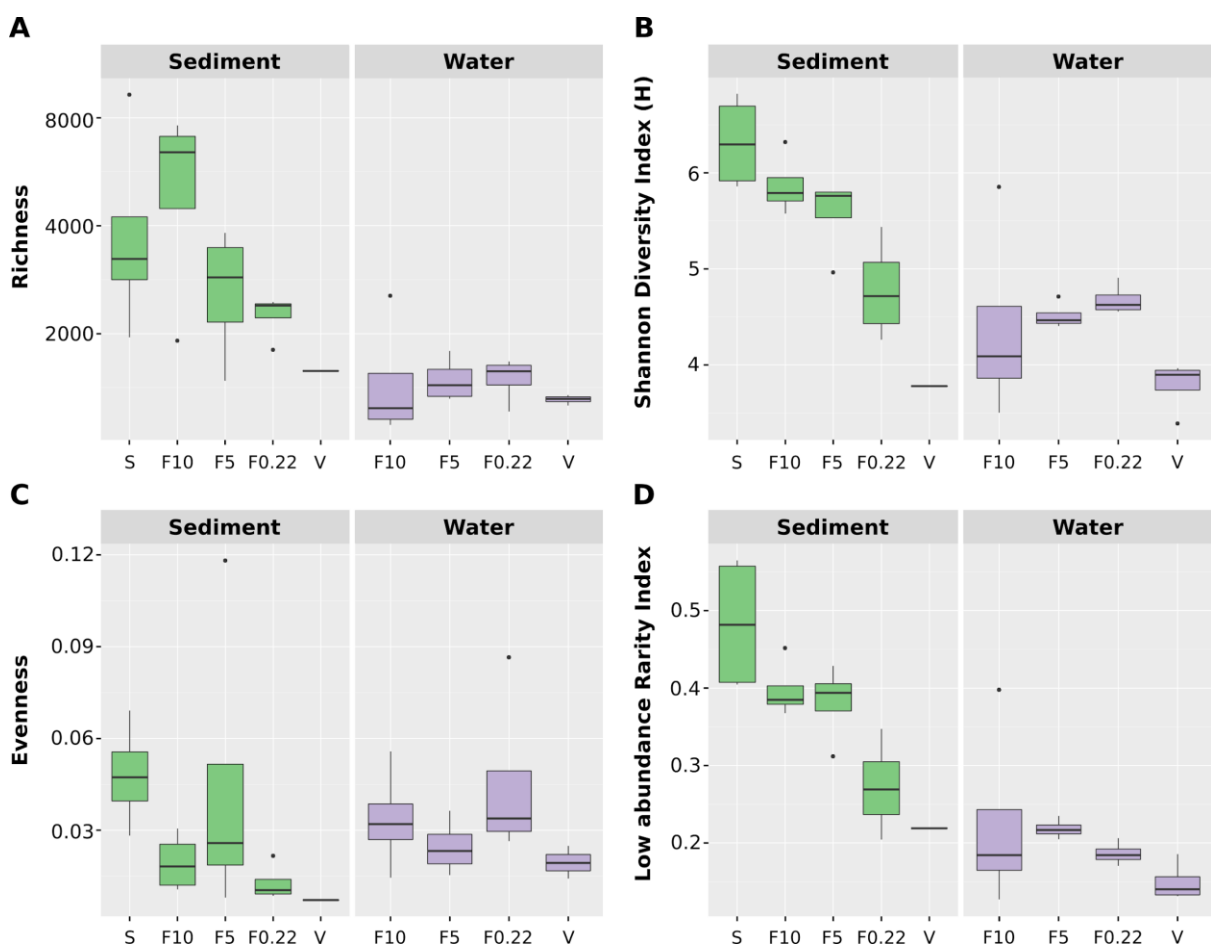 A
B
Sediment
Water
Sediment
Water
Richness
8000
4000
2000
Shannon Diversity Index (H)
6
5
4
S F10 F5 F0.22 V
F10 F5 F0.22 V
S F10 F5 F0.22 V
F10 F5 F0.22 V
C
D
Sediment
Water
Sediment
Water
Evenness
0.12
0.09
0.06
0.03
Low abundance Rarity Index
0.5
0.4
0.3
0.2
S F10 F5 F0.22 V
F10 F5 F0.22 V
S F10 F5 F0.22 V
F10 F5 F0.22 V